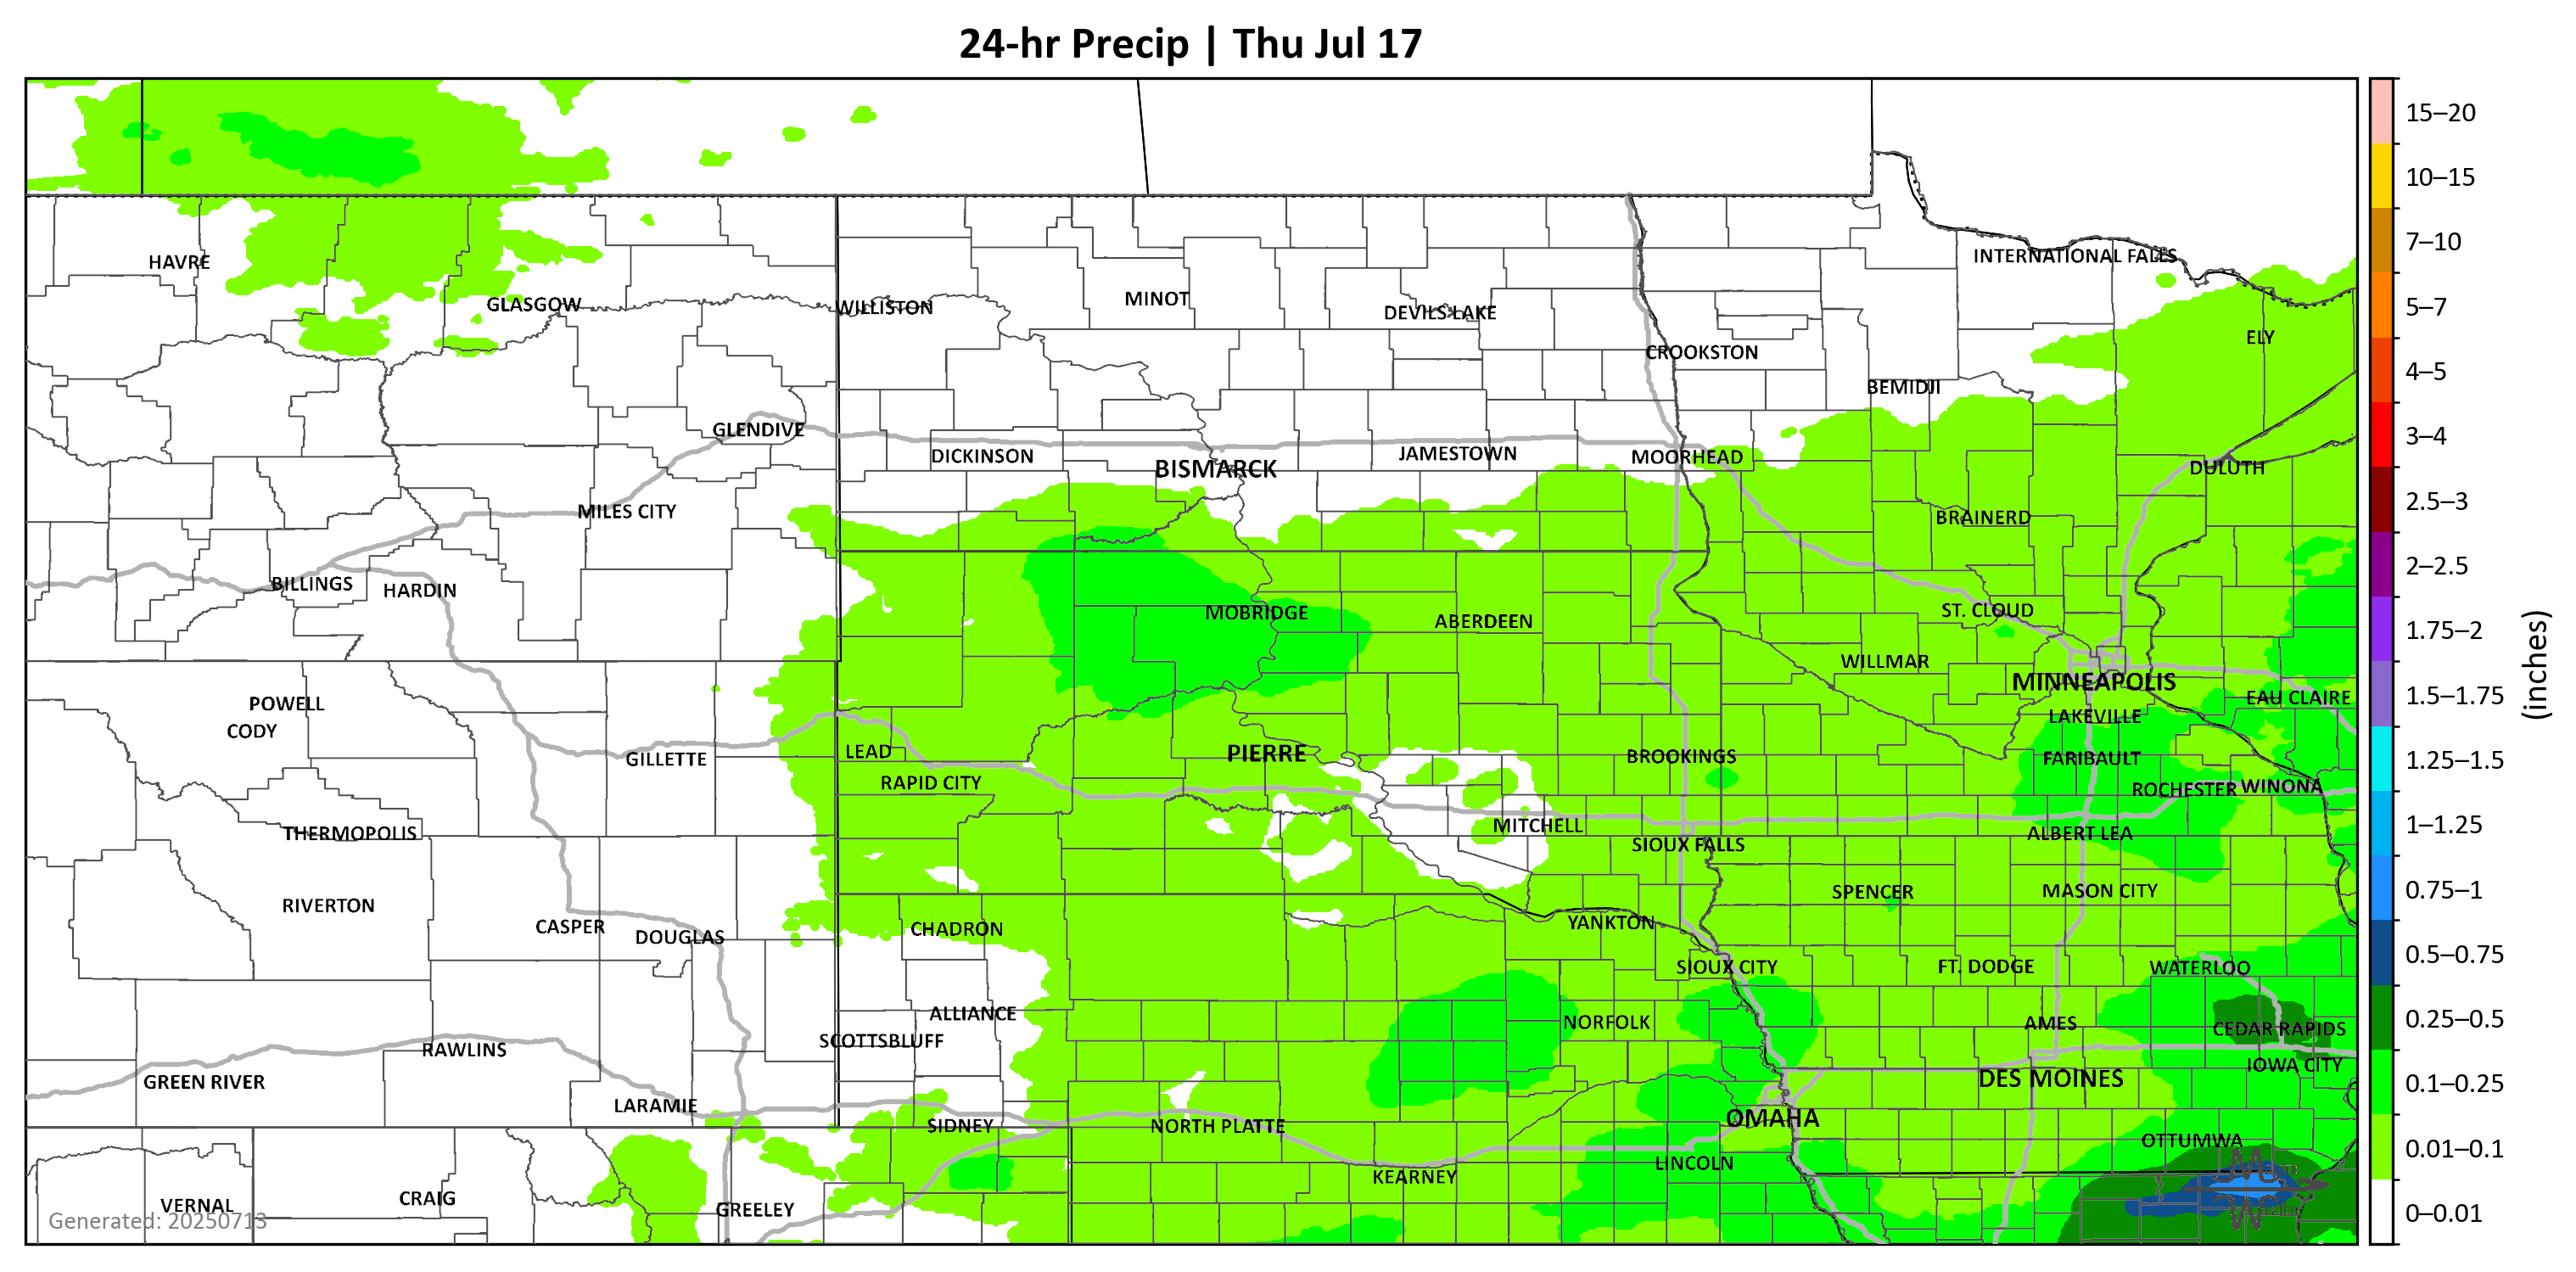 24-hr Precip | Thu Jul 17
15–20
10–15
HAVRE
INTERNATIONAL FALLS
7–10
GLASGOW
WILLISTON
MINOT
DEVILS LAKE
5–7
ELY
CROOKSTON
BEMIDJI
4–5
GLENDIVE
DICKINSON
BISMARCK
JAMESTOWN
MOORHEAD
DULUTH
3–4
MILES CITY
BRAINERD
2.5–3
BILLINGS
HARDIN
2–2.5
MOBRIDGE
ABERDEEN
ST. CLOUD
1.75–2
WILLMAR
MINNEAPOLIS
(inches)
POWELL
EAU CLAIRE
1.5–1.75
CODY
LAKEVILLE
GILLETTE
LEAD
PIERRE
BROOKINGS
FARIBAULT
1.25–1.5
RAPID CITY
ROCHESTER
WINONA
THERMOPOLIS
MITCHELL
SIOUX FALLS
ALBERT LEA
1–1.25
RIVERTON
SPENCER
MASON CITY
0.75–1
CASPER
DOUGLAS
CHADRON
YANKTON
SIOUX CITY
FT. DODGE
WATERLOO
0.5–0.75
ALLIANCE
NORFOLK
AMES
CEDAR RAPIDS
0.25–0.5
RAWLINS
SCOTTSBLUFF
IOWA CITY
GREEN RIVER
DES MOINES
0.1–0.25
LARAMIE
SIDNEY
NORTH PLATTE
OMAHA
OTTUMWA
0.01–0.1
KEARNEY
LINCOLN
VERNAL
CRAIG
GREELEY
0–0.01
Generated: 20250713